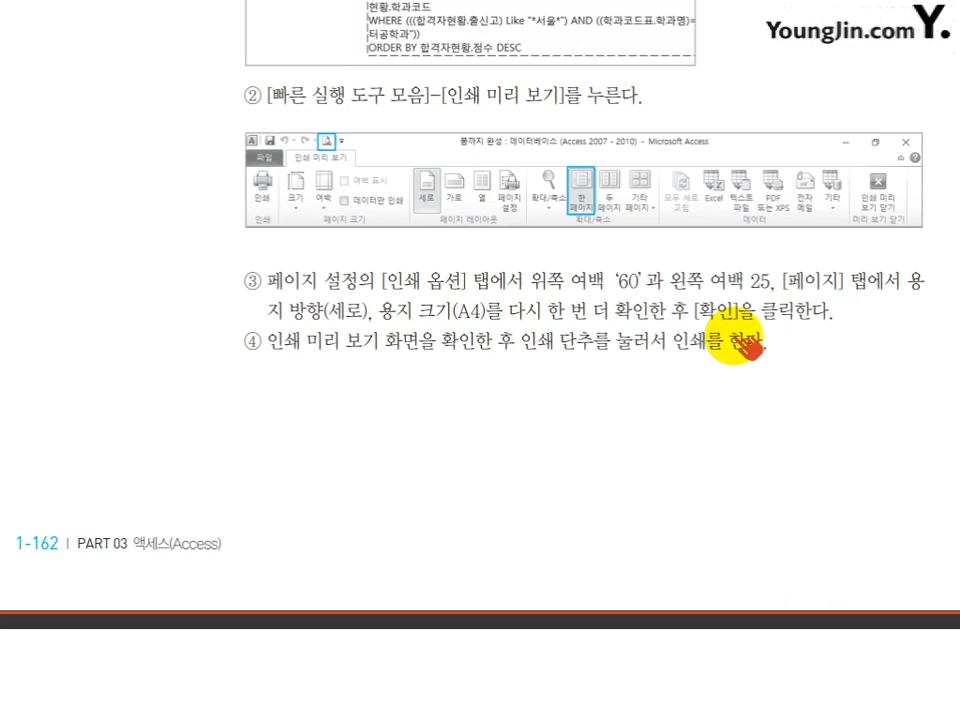 현황.학과코드
YoungJin.com Y.
WHERE (((합격자현황.출신고) Like "*서울*") AND ((학과코드표.학과명)=
터공학과"))
ORDER BY 합격자현황.점수 DESC
② [빠른 실행 도구 모음]-[인쇄 미리 보기]를 누른다.
폼까지 완성 : 데이터베이스 (Access 2007 - 2010) - Microsoft Access
파일 인쇄 미리 보기
인쇄 크기 여백 여백 표시 데이터만 인쇄 세로 가로 열 페이지 설정 확대/축소 한 페이지 두 페이지 기타 페이지 모두 새로 고침 Excel 텍스트 파일 PDF 또는 XPS 전자 메일 기타 인쇄 미리 보기 닫기
인쇄 페이지 크기 페이지 레이아웃 확대/축소 데이터 미리 보기 닫기
③ 페이지 설정의 [인쇄 옵션] 탭에서 위쪽 여백 ‘60’과 왼쪽 여백 25, [페이지] 탭에서 용
지 방향(세로), 용지 크기(A4)를 다시 한 번 더 확인한 후 [확인]을 클릭한다.
④ 인쇄 미리 보기 화면을 확인한 후 인쇄 단추를 눌러서 인쇄를 한다.
1-162 | PART 03 액세스(Access)